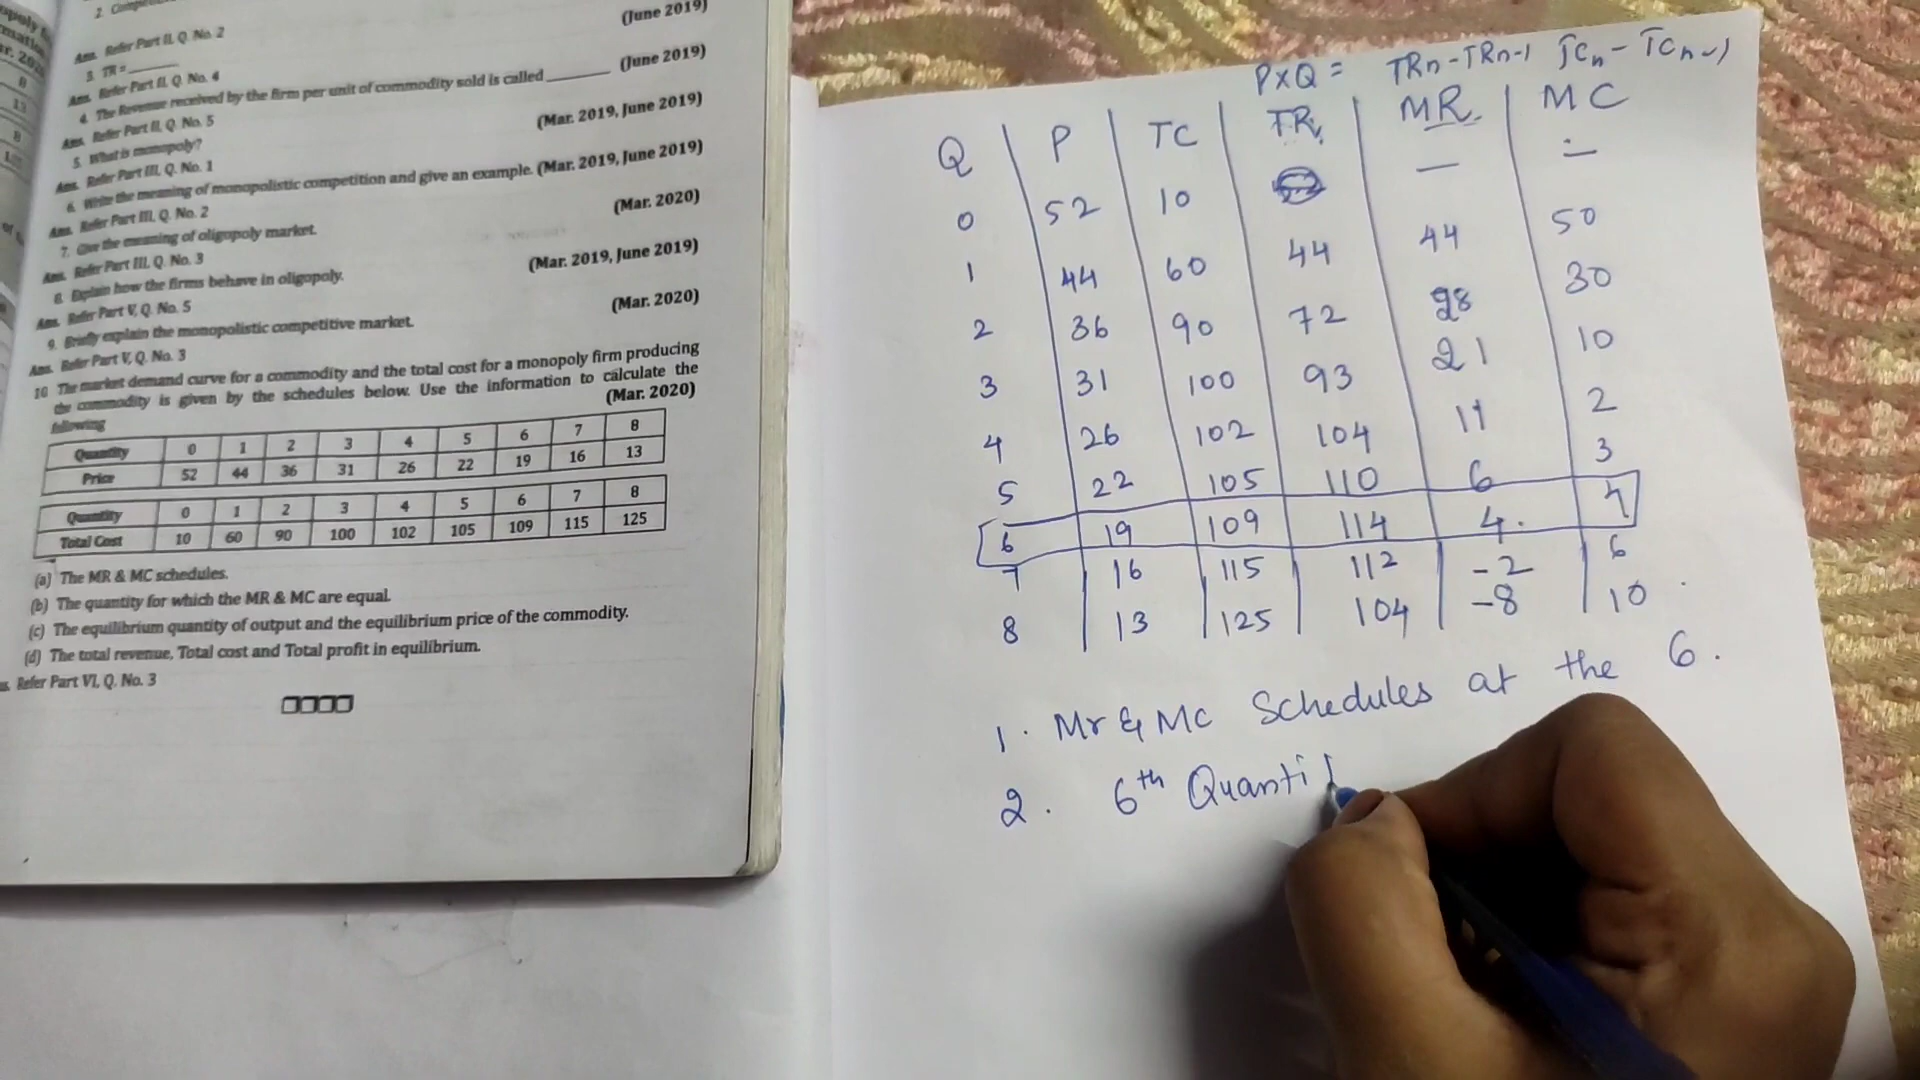 (June 2019)
Ans. Refer Part II, Q. No. 2
3. TR = ______
Ans. Refer Part II, Q. No. 4
(June 2019)
4. The Revenue received by the firm per unit of commodity sold is called ______
Ans. Refer Part II, Q. No. 5
(Mar. 2019, June 2019)
5. What is monopoly?
Ans. Refer Part III, Q. No. 1
6. Write the meaning of monopolistic competition and give an example. (Mar. 2019, June 2019)
Ans. Refer Part III, Q. No. 2
(Mar. 2020)
7. Give the meaning of oligopoly market.
Ans. Refer Part III, Q. No. 3
(Mar. 2019, June 2019)
8. Explain how the firms behave in oligopoly.
Ans. Refer Part V, Q. No. 5
(Mar. 2020)
9. Briefly explain the monopolistic competitive market.
Ans. Refer Part V, Q. No. 3
10 The market demand curve for a commodity and the total cost for a monopoly firm producing
the commodity is given by the schedules below. Use the information to calculate the
following (Mar. 2020)
Quantity 0 1 2 3 4 5 6 7 8
Price 52 44 36 31 26 22 19 16 13
Quantity 0 1 2 3 4 5 6 7 8
Total Cost 10 60 90 100 102 105 109 115 125
(a) The MR & MC schedules.
(b) The quantity for which the MR & MC are equal.
(c) The equilibrium quantity of output and the equilibrium price of the commodity.
(d) The total revenue, Total cost and Total profit in equilibrium.
Refer Part VI, Q. No. 3
P×Q = TRn-TRn-1 TCn-TCn-1
Q P TC TR MR MC
0 52 10 — —
1 44 60 44 44 50
2 36 90 72 28 30
3 31 100 93 21 10
4 26 102 104 11 2
5 22 105 110 6 3
6 19 109 114 4. 4
7 16 115 112 -2 6
8 13 125 104 -8 10
1. Mr & Mc Schedules at the 6.
2. 6th Quanti